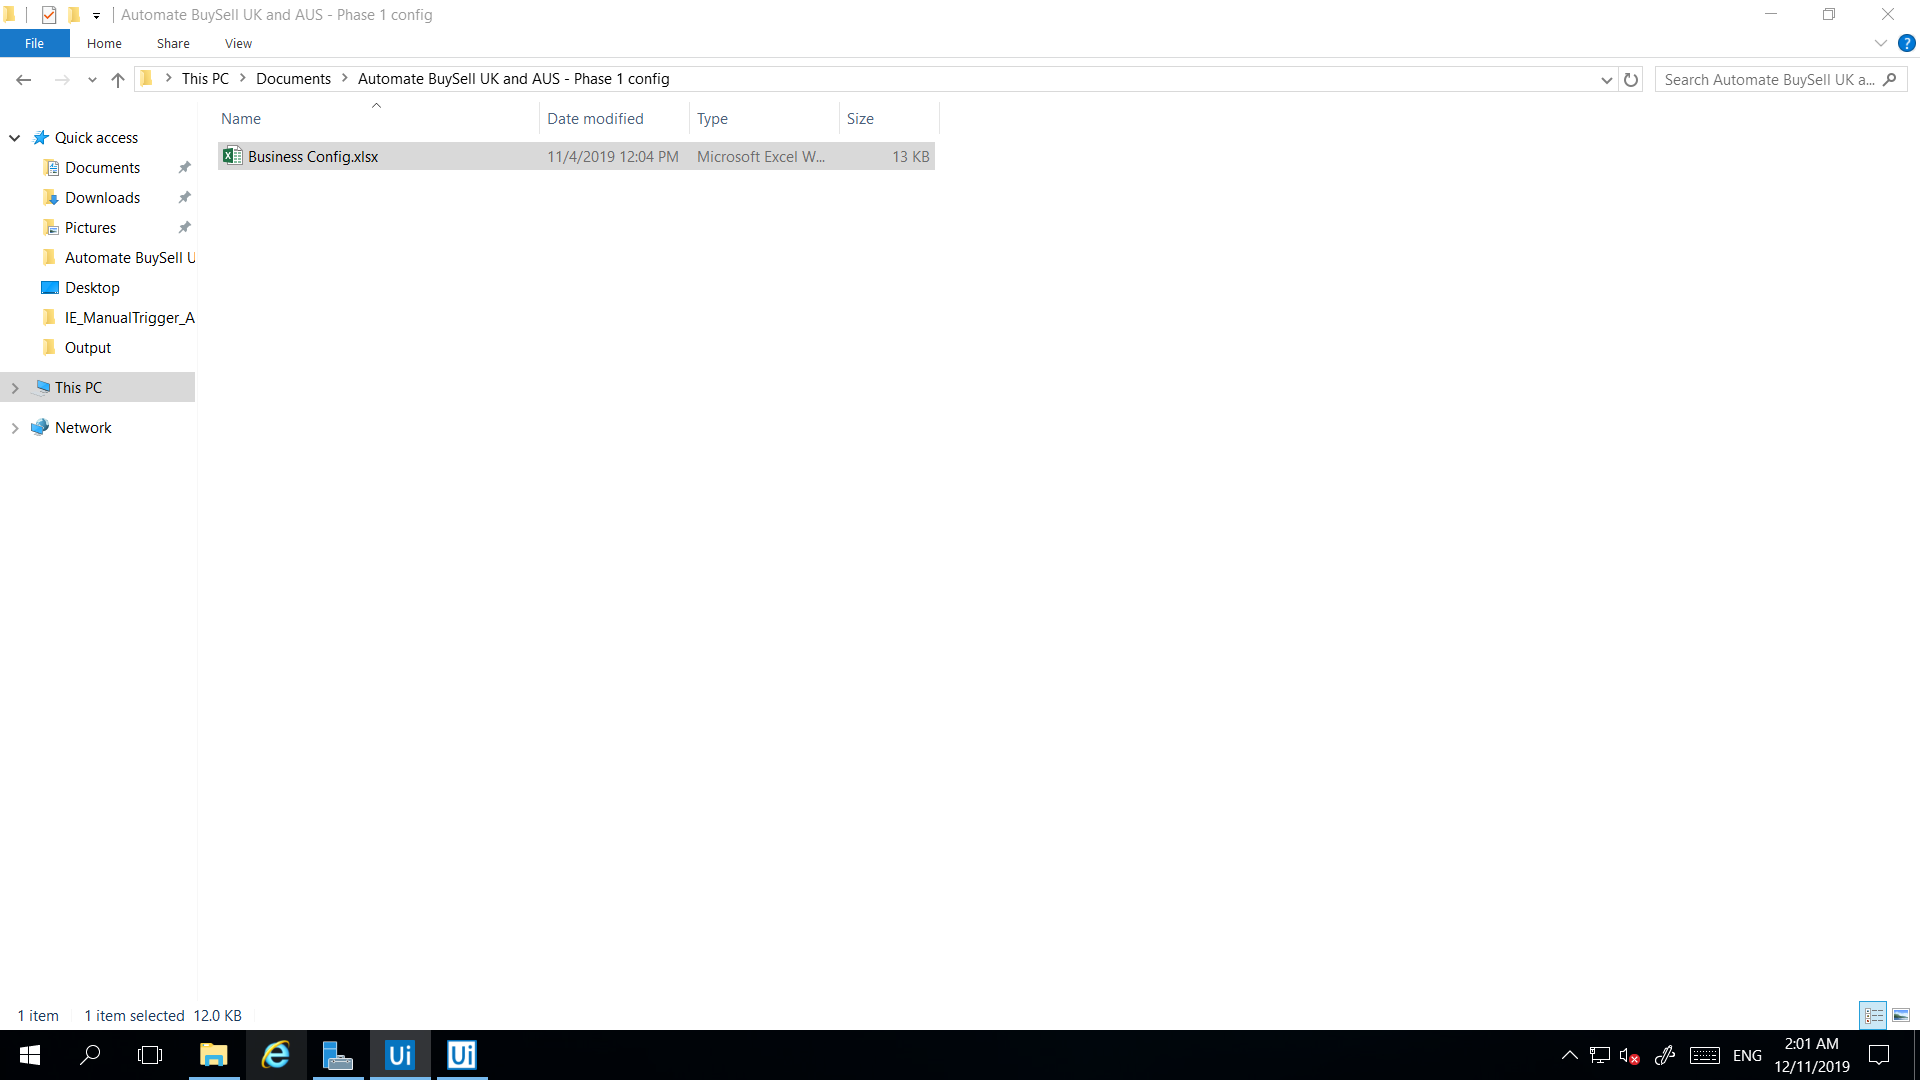 Automate BuySell UK and AUS - Phase 1 config
File Home Share View
This PC Documents Automate BuySell UK and AUS - Phase 1 config
Search Automate BuySell UK a...
Name Date modified Type Size
Business Config.xlsx 11/4/2019 12:04 PM Microsoft Excel W... 13 KB
Quick access
Documents
Downloads
Pictures
Automate BuySell U
Desktop
IE_ManualTrigger_A
Output
This PC
Network
1 item 1 item selected 12.0 KB
Ui Ui
ENG
2:01 AM
12/11/2019